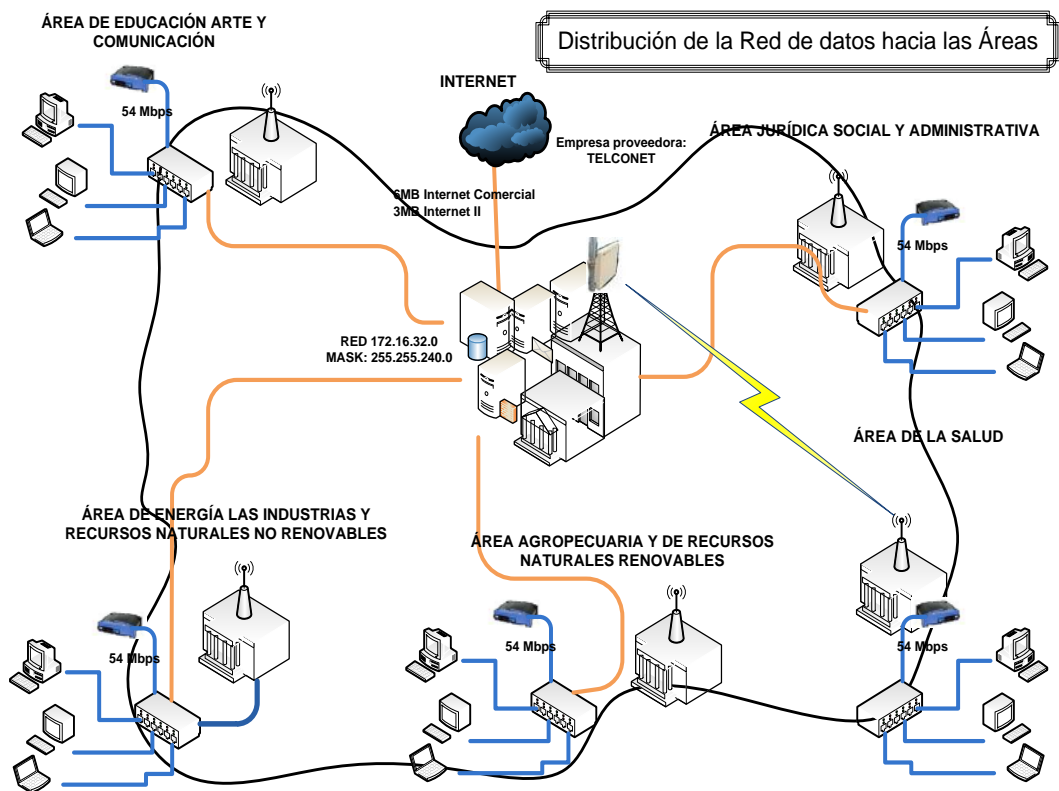 Distribución de la Red de datos hacia las Áreas
ÁREA DE EDUCACIÓN ARTE Y
COMUNICACIÓN
54 Mbps
INTERNET
Empresa proveedora:
TELCONET
6MB Internet Comercial
3MB Internet II
ÁREA JURÍDICA SOCIAL Y ADMINISTRATIVA
54 Mbps
RED 172.16.32.0
MASK: 255.255.240.0
ÁREA DE LA SALUD
54 Mbps
ÁREA DE ENERGÍA LAS INDUSTRIAS Y
RECURSOS NATURALES NO RENOVABLES
54 Mbps
ÁREA AGROPECUARIA Y DE RECURSOS
NATURALES RENOVABLES
54 Mbps